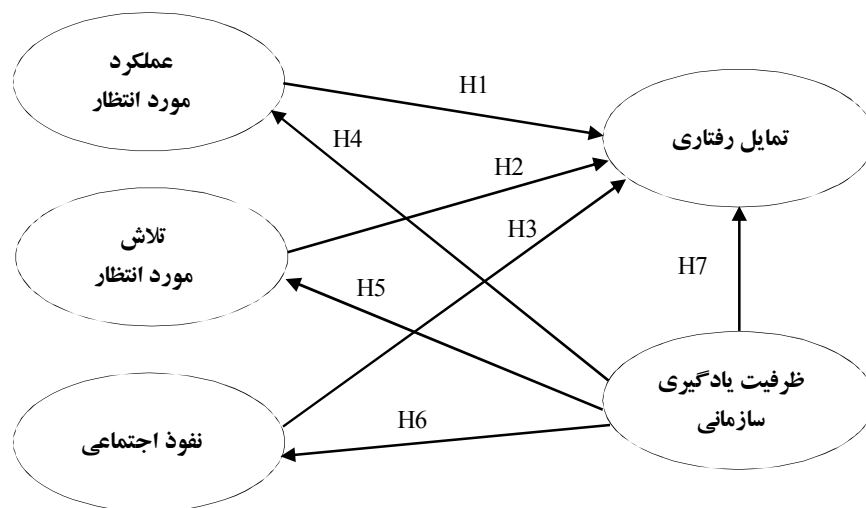 عملکرد
مورد انتظار
H1
تمایل رفتاری
H4
H2
تلاش
مورد انتظار
H3
H7
H5
ظرفیت یادگیری
سازمانی
نفوذ اجتماعی
H6